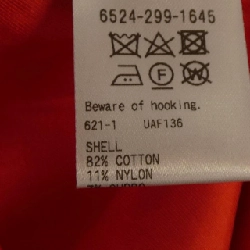 6524-299-1645
Beware of hooking.
621-1 UAF136
SHELL
82% COTTON
11% NYLON